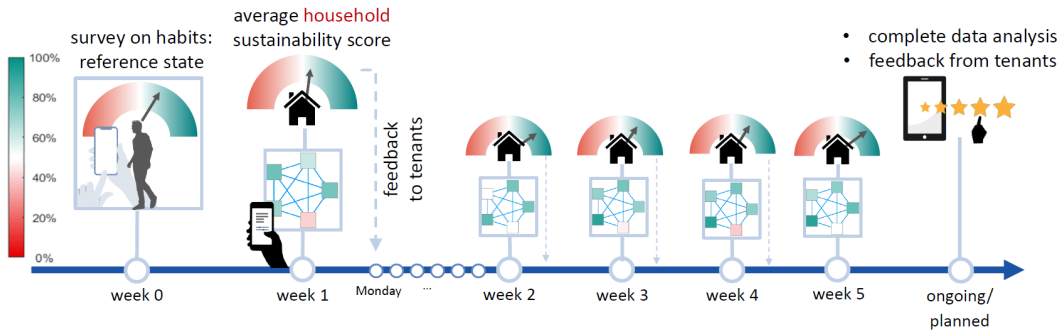 survey on habits:
reference state
average household
sustainability score
• complete data analysis
• feedback from tenants
100%
80%
60%
40%
20%
0%
feedback
to tenants
week 0
week 1
Monday
...
week 2
week 3
week 4
week 5
ongoing/
planned